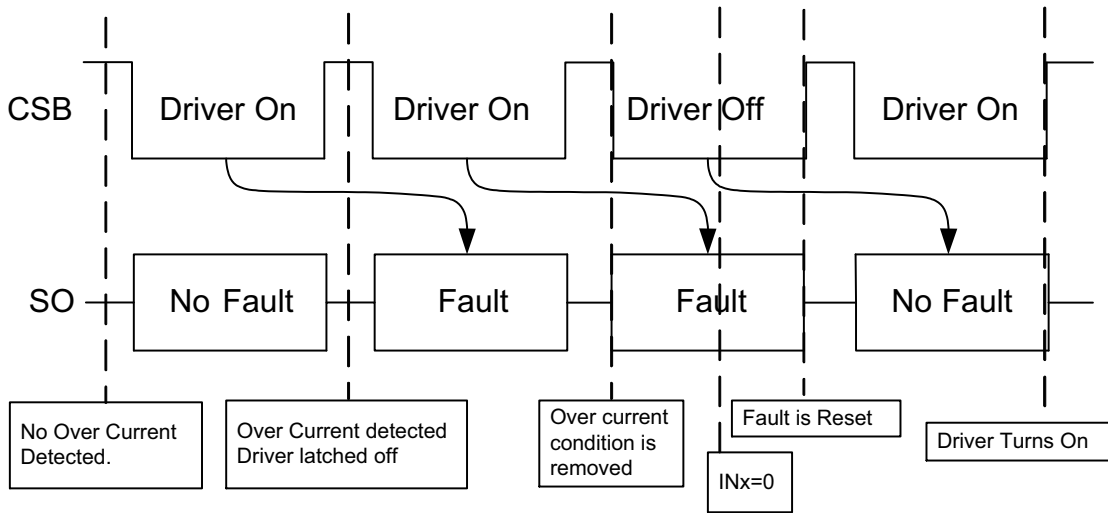 CSB
Driver On
Driver On
Driver Off
Driver On
SO
No Fault
Fault
Fault
No Fault
No Over Current
Detected.
Over Current detected
Driver latched off
Over current
condition is
removed
INx=0
Fault is Reset
Driver Turns On